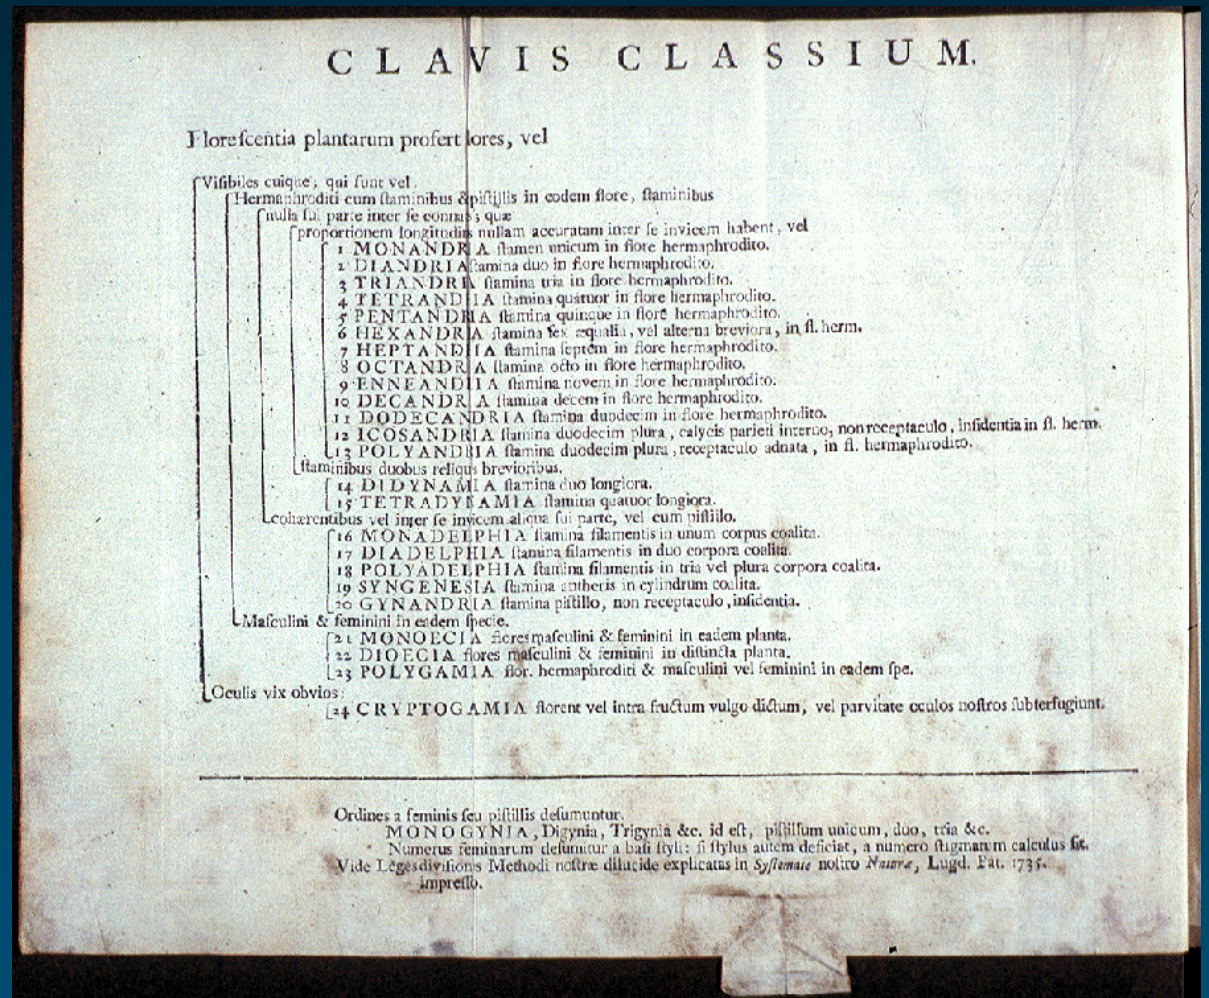 CLAVIS CLASSIUM.
Florescentia plantarum profert lores, vel
Visibiles cuique; qui sunt vel.
Hermaphroditi cum staminibus & pistillis in eodem flore, staminibus
nulla sui parte inter se connatis; quæ
proportionem longitudinis nullam accuratam inter se invicem habent, vel
1 MONANDRIA stamen unicum in flore hermaphrodito.
2 DIANDRIA stamina duo in flore hermaphrodito.
3 TRIANDRIA stamina tria in flore hermaphrodito.
4 TETRANDRIA stamina quatuor in flore hermaphrodito.
5 PENTANDRIA stamina quinque in flore hermaphrodito.
6 HEXANDRIA stamina sex æqualia, vel alterna breviora, in fl. herm.
7 HEPTANDRIA stamina septem in flore hermaphrodito.
8 OCTANDRIA stamina octo in flore hermaphrodito.
9 ENNEANDRIA stamina novem in flore hermaphrodito.
10 DECANDRIA stamina decem in flore hermaphrodito.
11 DODECANDRIA stamina duodecim in flore hermaphrodito.
12 ICOSANDRIA stamina duodecim plura, calycis parieti interno, non receptaculo, insidentia in fl. herm.
13 POLYANDRIA stamina duodecim plura, receptaculo adnata, in fl. hermaphrodito.
staminibus duobus reliquis brevioribus.
14 DIDYNAMIA stamina duo longiora.
15 TETRADYNAMIA stamina quatuor longiora.
cohærentibus vel inter se invicem aliqua sui parte, vel cum pistillo.
16 MONADELPHIA stamina filamentis in unum corpus coalita.
17 DIADELPHIA stamina filamentis in duo corpora coalita.
18 POLYADELPHIA stamina filamentis in tria vel plura corpora coalita.
19 SYNGENESIA stamina antheris in cylindrum coalita.
20 GYNANDRIA stamina pistillo, non receptaculo, insidentia.
Masculini & feminini in eadem specie.
21 MONOECIA flores masculini & feminini in eadem planta.
22 DIOECIA flores masculini & feminini in distincta planta.
23 POLYGAMIA flor. hermaphroditi & masculini vel feminini in eadem spe.
Oculis vix obvios:
24 CRYPTOGAMIA florent vel intra fructum vulgo dictum, vel parvitate oculos nostros subterfugiunt.
Ordines a feminis seu pistillis desumuntur.
MONOGYNIA, Digynia, Trigynia &c. id est, pistillum unicum, duo, tria &c.
Numerus feminarum desumitur a basi styli: si stylus autem deficiat, a numero stigmatum calculus fit.
Vide Leges divisionis Methodi nostræ dilucide explicatas in Systemate nostro Naturæ, Lugd. Bat. 1735.
impresso.